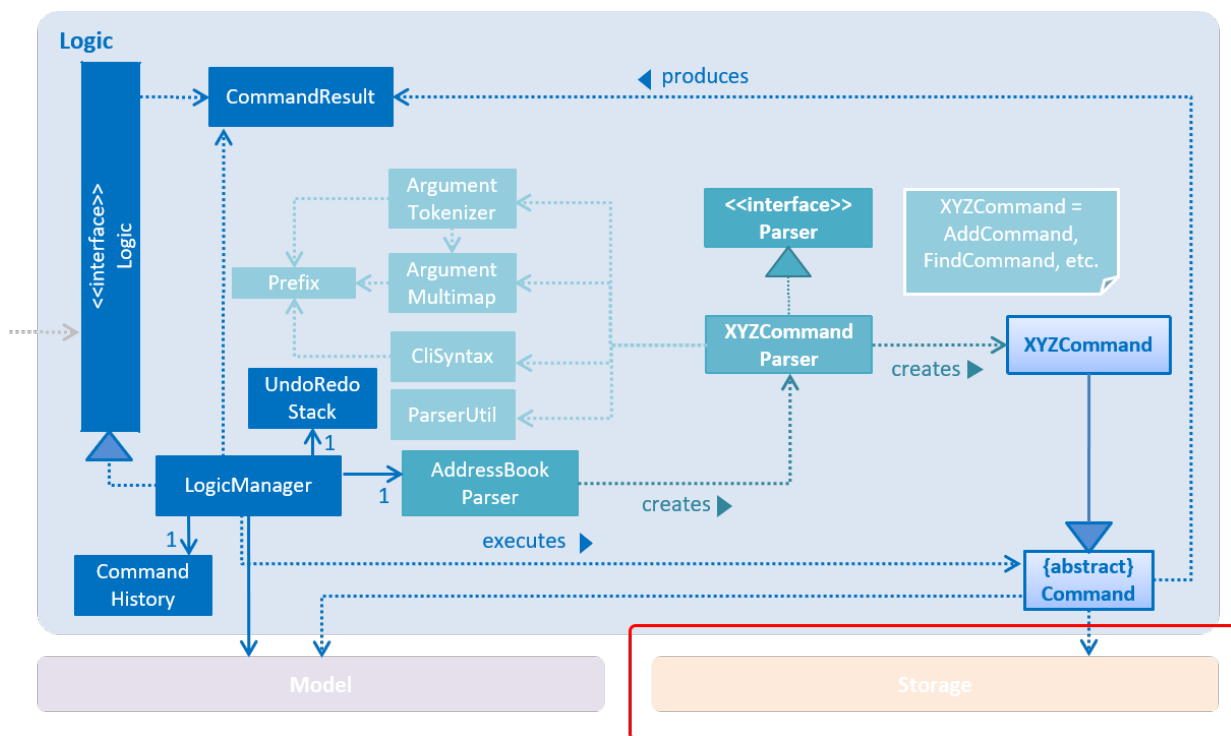 Logic
produces
CommandResult
<<interface>>
Logic
Argument
Tokenizer
<<interface>>
Parser
XYZCommand =
AddCommand,
FindCommand, etc.
Prefix
Argument
Multimap
XYZCommand
Parser
XYZCommand
CliSyntax
creates
UndoRedo
Stack
ParserUtil
1
LogicManager
1
AddressBook
Parser
creates
1
executes
Command
History
{abstract}
Command
Model
Storage